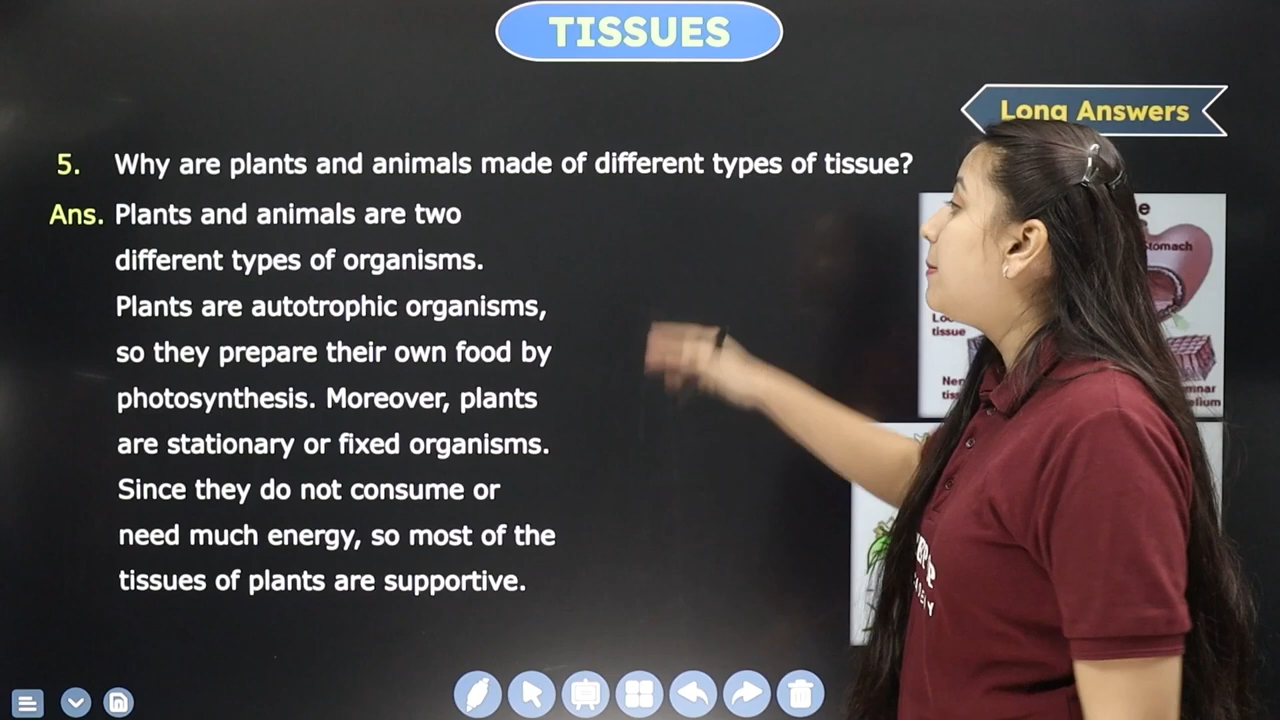 TISSUES
Long Answers
5. Why are plants and animals made of different types of tissue?
Ans. Plants and animals are two
different types of organisms.
Plants are autotrophic organisms,
so they prepare their own food by
photosynthesis. Moreover, plants
are stationary or fixed organisms.
Since they do not consume or
need much energy, so most of the
tissues of plants are supportive.
Stomach
tissue